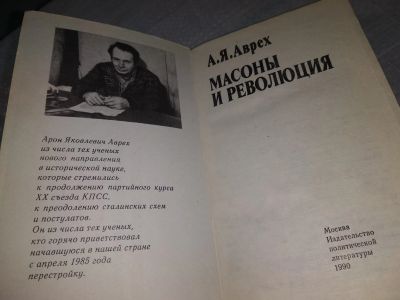 Арон Яковлевич Аврех
из числа тех ученых
нового направления
в исторической науке,
которые стремились
к продолжению партийного курса
XX съезда КПСС,
к преодолению сталинских схем
и постулатов.
Он из числа тех ученых,
кто горячо приветствовал
начавшуюся в нашей стране
с апреля 1985 года
перестройку.
А.Я.Аврех
МАСОНЫ
И РЕВОЛЮЦИЯ
Москва
Издательство
политической
литературы
1990